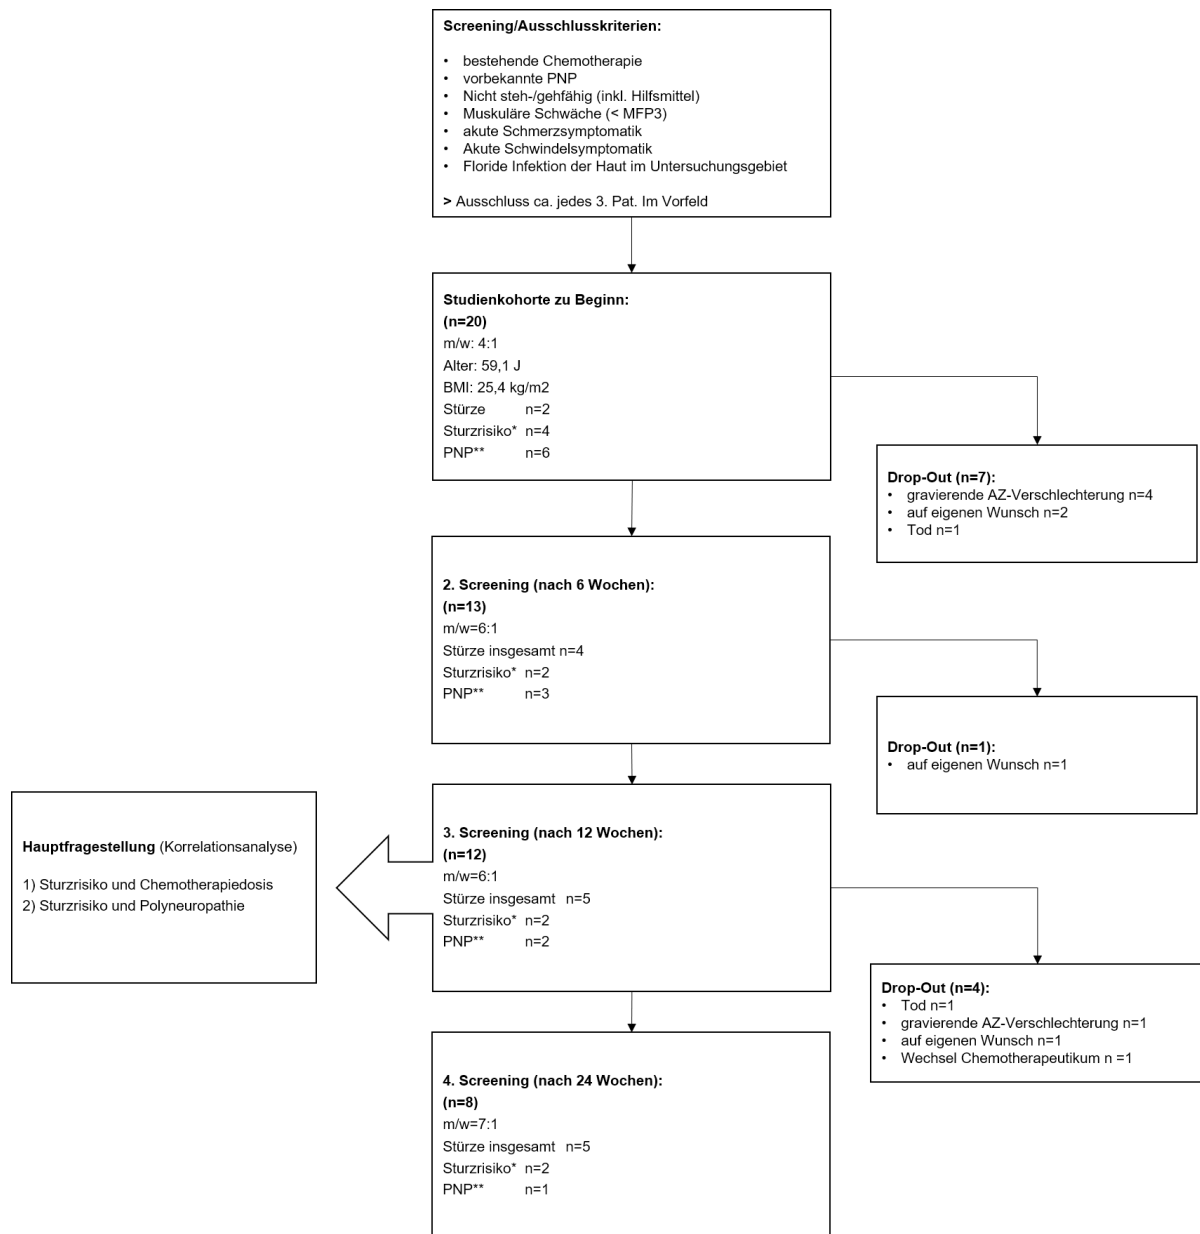 Screening/Ausschlusskriterien:
• bestehende Chemotherapie
• vorbekannte PNP
• Nicht steh-/gehfähig (inkl. Hilfsmittel)
• Muskuläre Schwäche (< MFP3)
• akute Schmerzsymptomatik
• Akute Schwindelsymptomatik
• Floride Infektion der Haut im Untersuchungsgebiet
> Ausschluss ca. jedes 3. Pat. Im Vorfeld
Studienkohorte zu Beginn:
(n=20)
m/w: 4:1
Alter: 59,1 J
BMI: 25,4 kg/m2
Stürze n=2
Sturzrisiko* n=4
PNP** n=6
Drop-Out (n=7):
• gravierende AZ-Verschlechterung n=4
• auf eigenen Wunsch n=2
• Tod n=1
2. Screening (nach 6 Wochen):
(n=13)
m/w=6:1
Stürze insgesamt n=4
Sturzrisiko* n=2
PNP** n=3
Drop-Out (n=1):
• auf eigenen Wunsch n=1
3. Screening (nach 12 Wochen):
(n=12)
m/w=6:1
Stürze insgesamt n=5
Sturzrisiko* n=2
PNP** n=2
Hauptfragestellung (Korrelationsanalyse)
1) Sturzrisiko und Chemotherapiedosis
2) Sturzrisiko und Polyneuropathie
Drop-Out (n=4):
• Tod n=1
• gravierende AZ-Verschlechterung n=1
• auf eigenen Wunsch n=1
• Wechsel Chemotherapeutikum n =1
4. Screening (nach 24 Wochen):
(n=8)
m/w=7:1
Stürze insgesamt n=5
Sturzrisiko* n=2
PNP** n=1